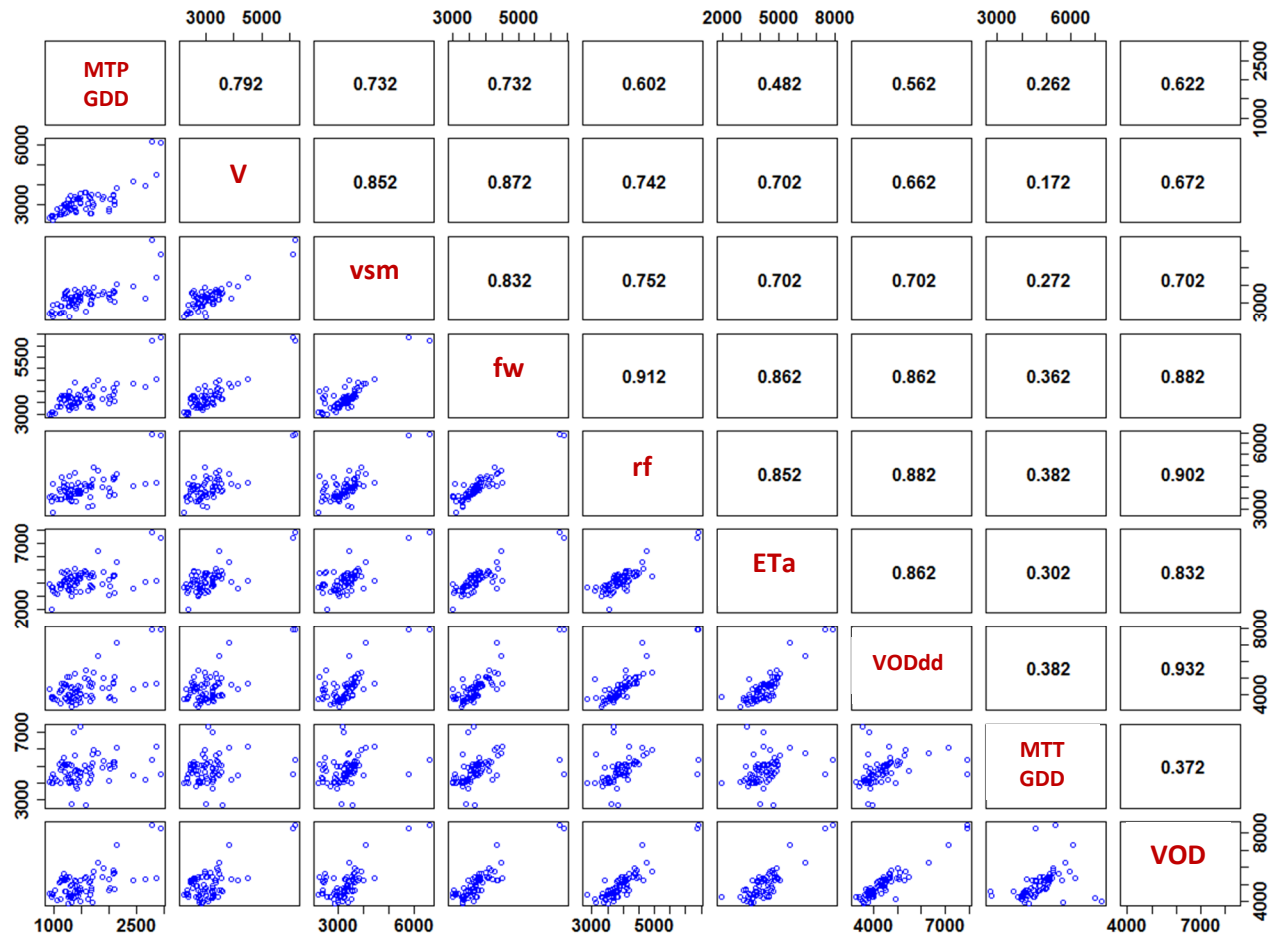 3000 5000 3000 5000 2000 5000 8000 3000 6000
MTP
GDD
0.792 0.732 0.732 0.602 0.482 0.562 0.262 0.622
1000 2500
3000 6000
V 0.852 0.872 0.742 0.702 0.662 0.172 0.672
vsm 0.832 0.752 0.702 0.702 0.272 0.702
3000
3000 5500
fw 0.912 0.862 0.862 0.362 0.882
rf 0.852 0.882 0.382 0.902
3000 6000
2000 7000
ETa 0.862 0.302 0.832
VODdd 0.382 0.932
4000 8000
3000 7000
MTT
GDD
0.372
VOD
4000 8000
1000 2500 3000 6000 3000 5000 4000 7000 4000 7000